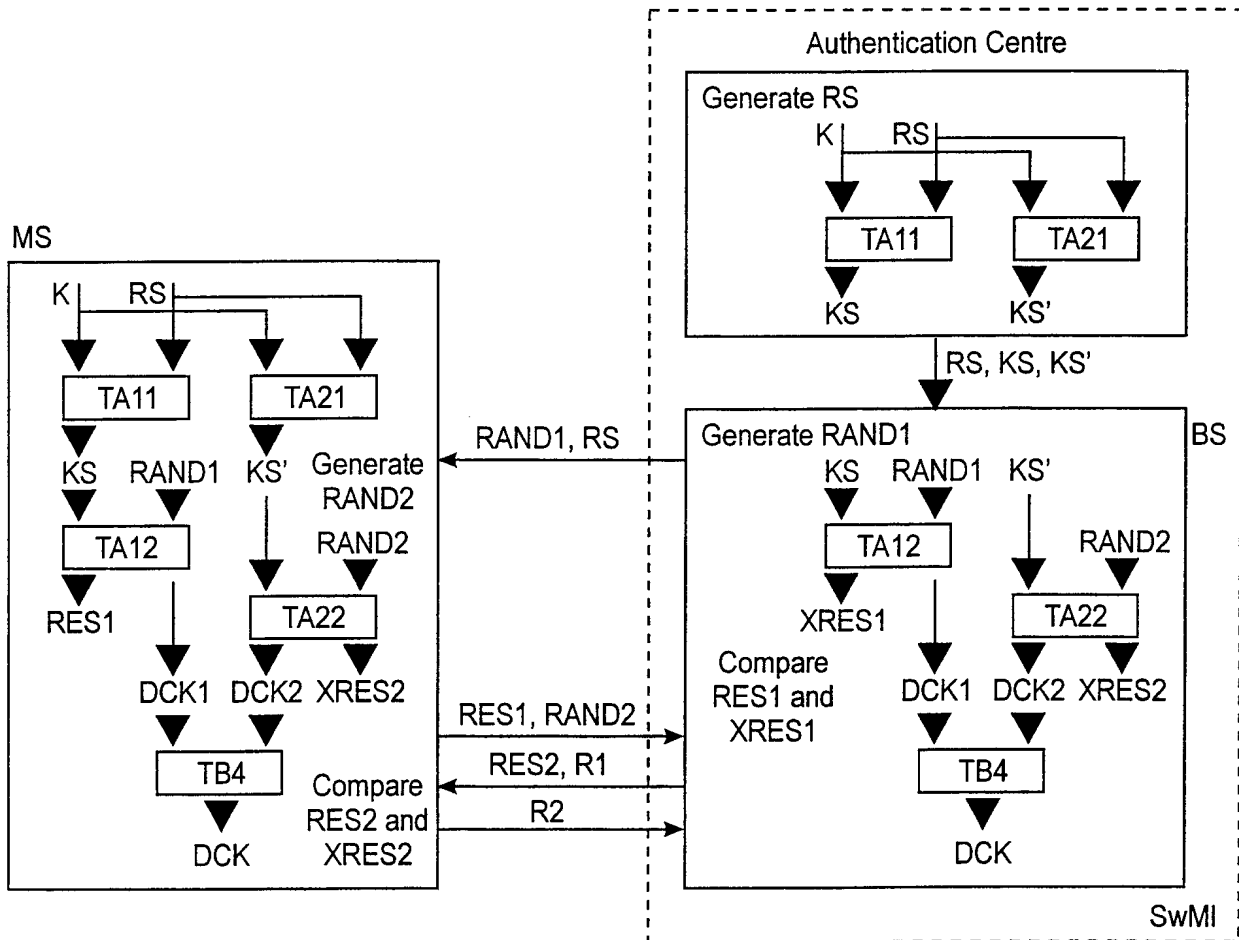 Authentication Centre
Generate RS
K RS
TA11 TA21
KS KS'
RS, KS, KS'
MS
K RS
TA11 TA21
KS RAND1 KS' Generate
RAND2
TA12
RAND2
RES1
TA22
DCK1 DCK2 XRES2
TB4
Compare
RES2 and
XRES2
DCK
RAND1, RS
RES1, RAND2
RES2, R1
R2
BS
Generate RAND1
KS RAND1 KS'
TA12
RAND2
XRES1
TA22
Compare
RES1 and
XRES1
DCK1 DCK2 XRES2
TB4
DCK
SwMI